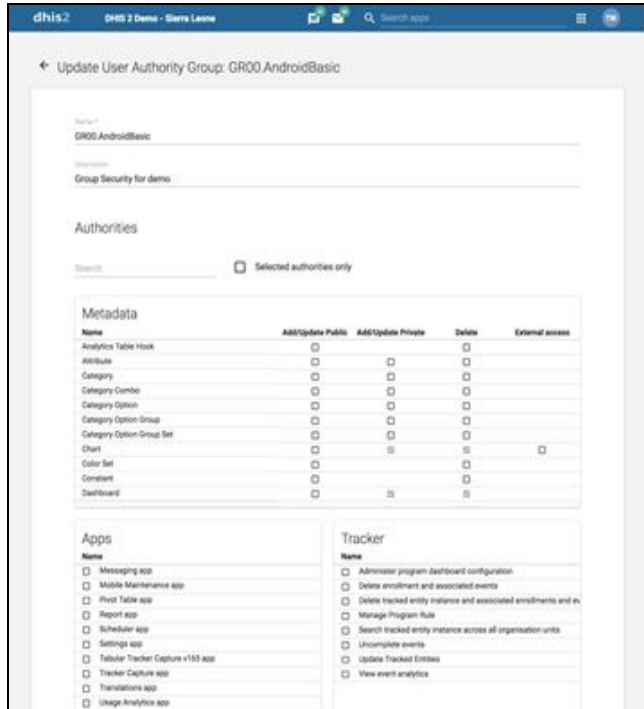 dhis2 DHIS 2 Demo - Sierra Leone Search apps TW
Update User Authority Group: GR00.AndroidBasic
Name *
GR00.AndroidBasic
Description
Group Security for demo
Authorities
Search Selected authorities only
Metadata
Name Add/Update Public Add/Update Private Delete External access
Analytics Table Hook
Attribute
Category
Category Combo
Category Option
Category Option Group
Category Option Group Set
Chart
Color Set
Constant
Dashboard
Apps
Name
Messaging app
Mobile Maintenance app
Pivot Table app
Report app
Scheduler app
Settings app
Tabular Tracker Capture v165 app
Tracker Capture app
Translations app
Usage Analytics app
Tracker
Name
Administer program dashboard configuration
Delete enrollment and associated events
Delete tracked entity instance and associated enrollments and ev
Manage Program Rule
Search tracked entity instance across all organisation units
Uncomplete events
Update Tracked Entities
View event analytics